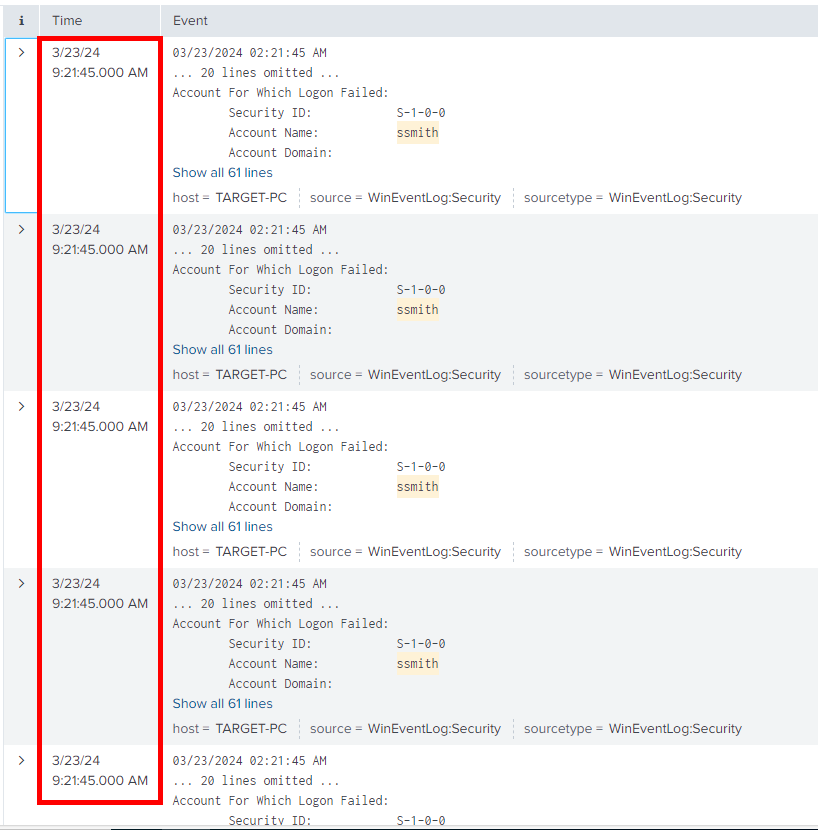 i Time Event
3/23/24 03/23/2024 02:21:45 AM
9:21:45.000 AM ... 20 lines omitted ...
Account For Which Logon Failed:
Security ID: S-1-0-0
Account Name: ssmith
Account Domain:
Show all 61 lines
host = TARGET-PC source = WinEventLog:Security sourcetype = WinEventLog:Security
3/23/24 03/23/2024 02:21:45 AM
9:21:45.000 AM ... 20 lines omitted ...
Account For Which Logon Failed:
Security ID: S-1-0-0
Account Name: ssmith
Account Domain:
Show all 61 lines
host = TARGET-PC source = WinEventLog:Security sourcetype = WinEventLog:Security
3/23/24 03/23/2024 02:21:45 AM
9:21:45.000 AM ... 20 lines omitted ...
Account For Which Logon Failed:
Security ID: S-1-0-0
Account Name: ssmith
Account Domain:
Show all 61 lines
host = TARGET-PC source = WinEventLog:Security sourcetype = WinEventLog:Security
3/23/24 03/23/2024 02:21:45 AM
9:21:45.000 AM ... 20 lines omitted ...
Account For Which Logon Failed:
Security ID: S-1-0-0
Account Name: ssmith
Account Domain:
Show all 61 lines
host = TARGET-PC source = WinEventLog:Security sourcetype = WinEventLog:Security
3/23/24 03/23/2024 02:21:45 AM
9:21:45.000 AM ... 20 lines omitted ...
Account For Which Logon Failed:
Security ID: S-1-0-0